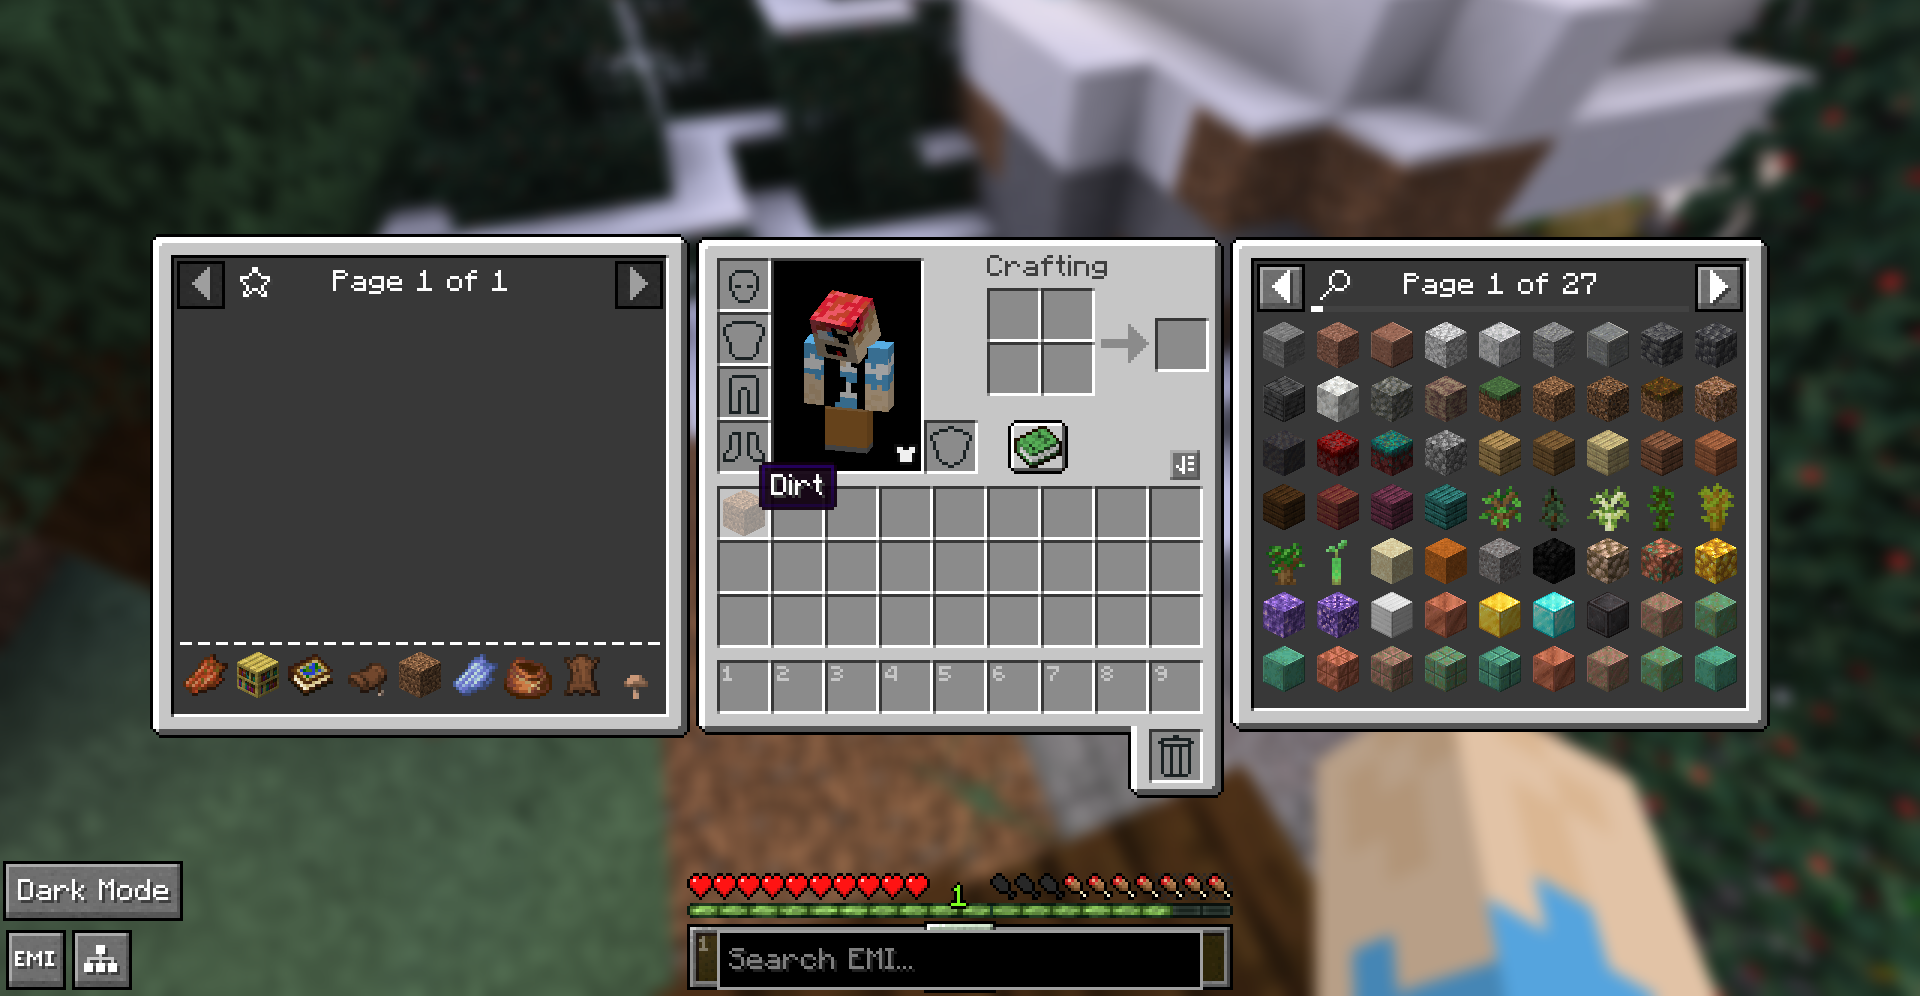 Page 1 of 1
Crafting
Page 1 of 27
Dirt
1 2 3 4 5 6 7 8 9
Dark Mode
1
EMI
1
Search EMI...